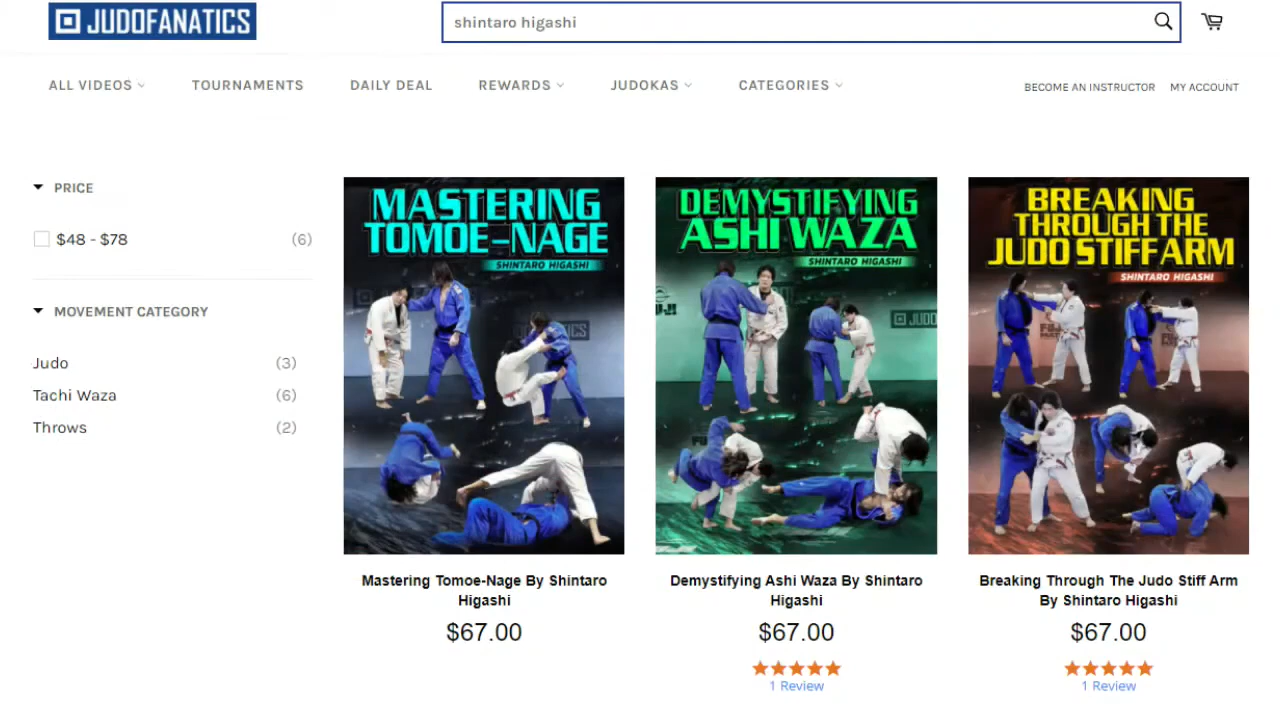 JUDOFANATICS
shintaro higashi
ALL VIDEOS
TOURNAMENTS
DAILY DEAL
REWARDS
JUDOKAS
CATEGORIES
BECOME AN INSTRUCTOR
MY ACCOUNT
PRICE
$48 - $78 (6)
MOVEMENT CATEGORY
Judo (3)
Tachi Waza (6)
Throws (2)
MASTERING
TOMOE-NAGE
SHINTARO HIGASHI
DEMYSTIFYING
ASHI WAZA
SHINTARO HIGASHI
BREAKING
THROUGH THE
JUDO STIFF ARM
SHINTARO HIGASHI
Mastering Tomoe-Nage By Shintaro
Higashi
$67.00
Demystifying Ashi Waza By Shintaro
Higashi
$67.00
1 Review
Breaking Through The Judo Stiff Arm
By Shintaro Higashi
$67.00
1 Review